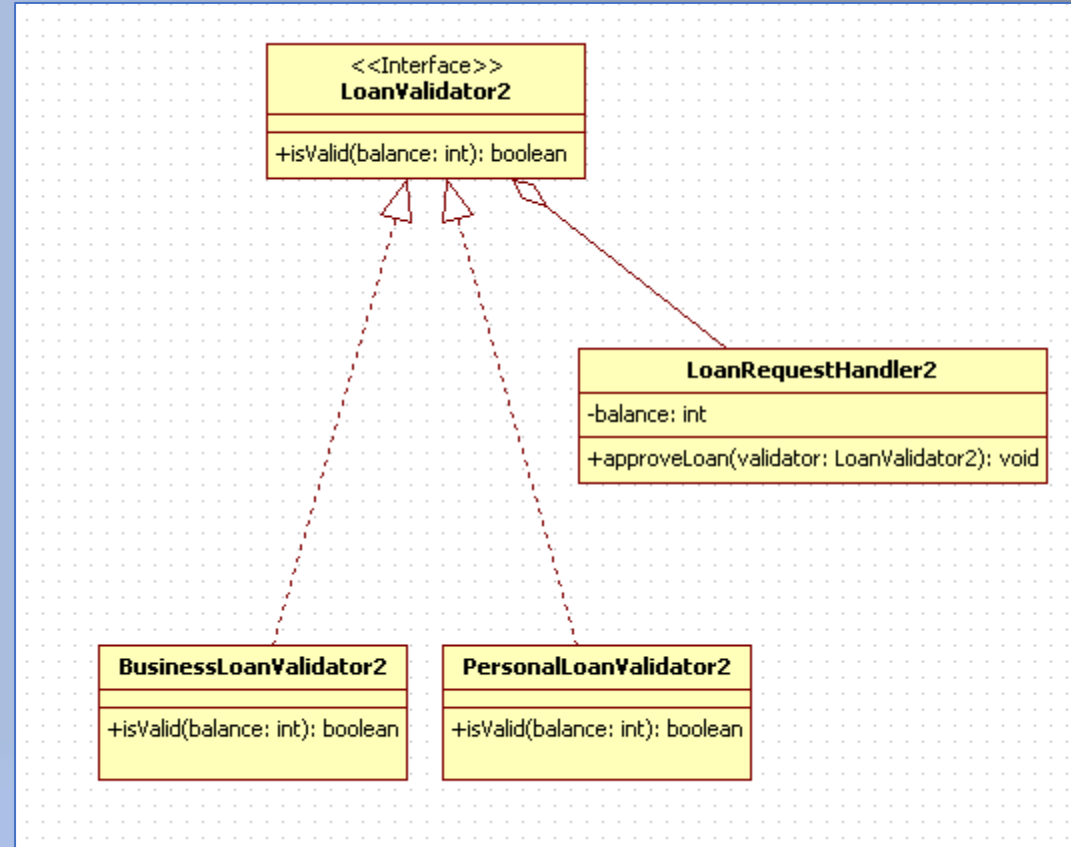 <<Interface>>
LoanValidator2
+isValid(balance: int): boolean
LoanRequestHandler2
-balance: int
+approveLoan(validator: LoanValidator2): void
BusinessLoanValidator2
+isValid(balance: int): boolean
PersonalLoanValidator2
+isValid(balance: int): boolean